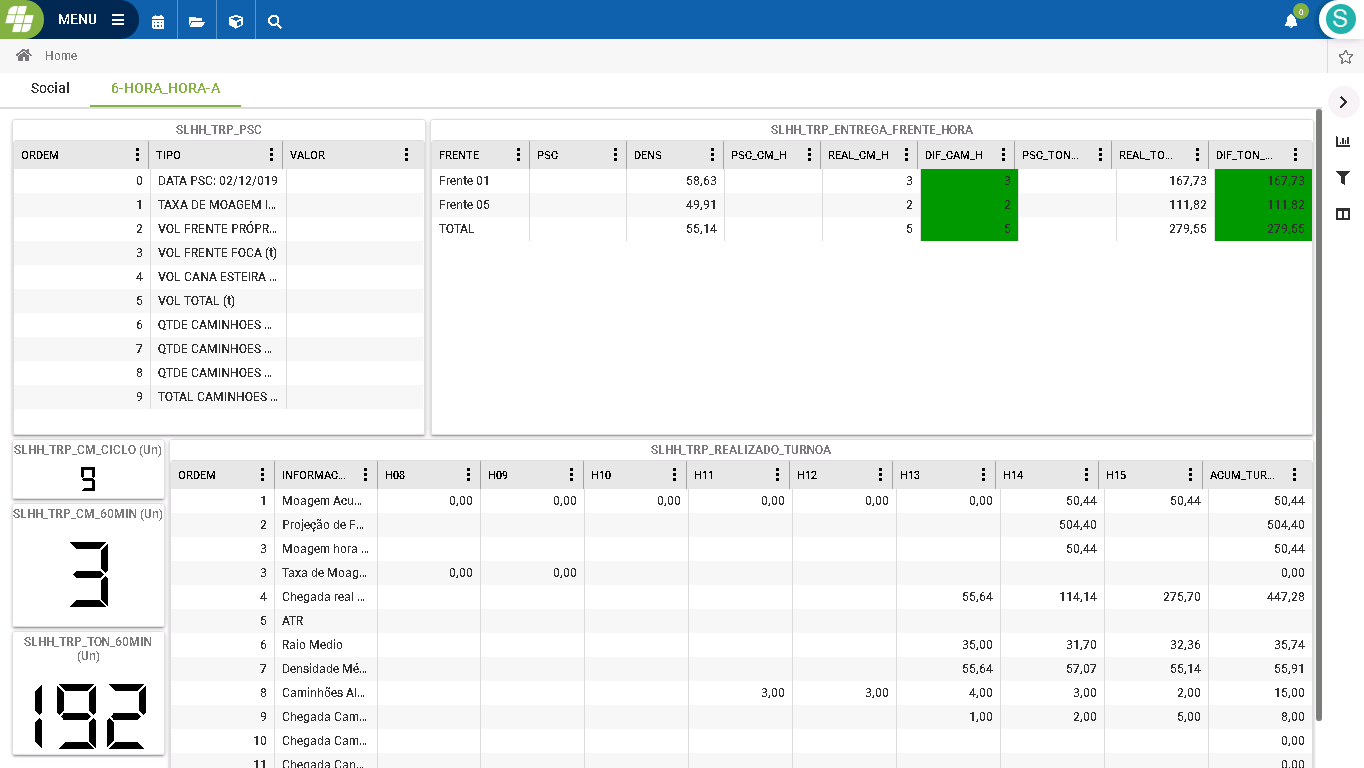 MENU
0
S
Home
Social 6-HORA_HORA-A
SLHH_TRP_PSC
ORDEM TIPO VALOR
0 DATA PSC: 02/12/019
1 TAXA DE MOAGEM I...
2 VOL FRENTE PRÓPR...
3 VOL FRENTE FOCA (t)
4 VOL CANA ESTEIRA ...
5 VOL TOTAL (t)
6 QTDE CAMINHOES ...
7 QTDE CAMINHOES ...
8 QTDE CAMINHOES ...
9 TOTAL CAMINHOES ...
SLHH_TRP_ENTREGA_FRENTE_HORA
FRENTE PSC DENS PSC_CM_H REAL_CM_H DIF_CAM_H PSC_TON... REAL_TO... DIF_TON_...
Frente 01 58,63 3 3 167,73 167,73
Frente 05 49,91 2 2 111,82 111,82
TOTAL 55,14 5 5 279,55 279,55
SLHH_TRP_CM_CICLO (Un)
9
SLHH_TRP_CM_60MIN (Un)
3
SLHH_TRP_TON_60MIN
(Un)
192
SLHH_TRP_REALIZADO_TURNOA
ORDEM INFORMAC... H08 H09 H10 H11 H12 H13 H14 H15 ACUM_TUR...
1 Moagem Acu... 0,00 0,00 0,00 0,00 0,00 0,00 50,44 50,44 50,44
2 Projeção de F... 504,40 504,40
3 Moagem hora ... 50,44 50,44
3 Taxa de Moag... 0,00 0,00 0,00
4 Chegada real ... 55,64 114,14 275,70 447,28
5 ATR
6 Raio Medio 35,00 31,70 32,36 35,74
7 Densidade Mé... 55,64 57,07 55,14 55,91
8 Caminhões Al... 3,00 3,00 4,00 3,00 2,00 15,00
9 Chegada Cam... 1,00 2,00 5,00 8,00
10 Chegada Cam... 0,00
11 Chegada Can... 0,00